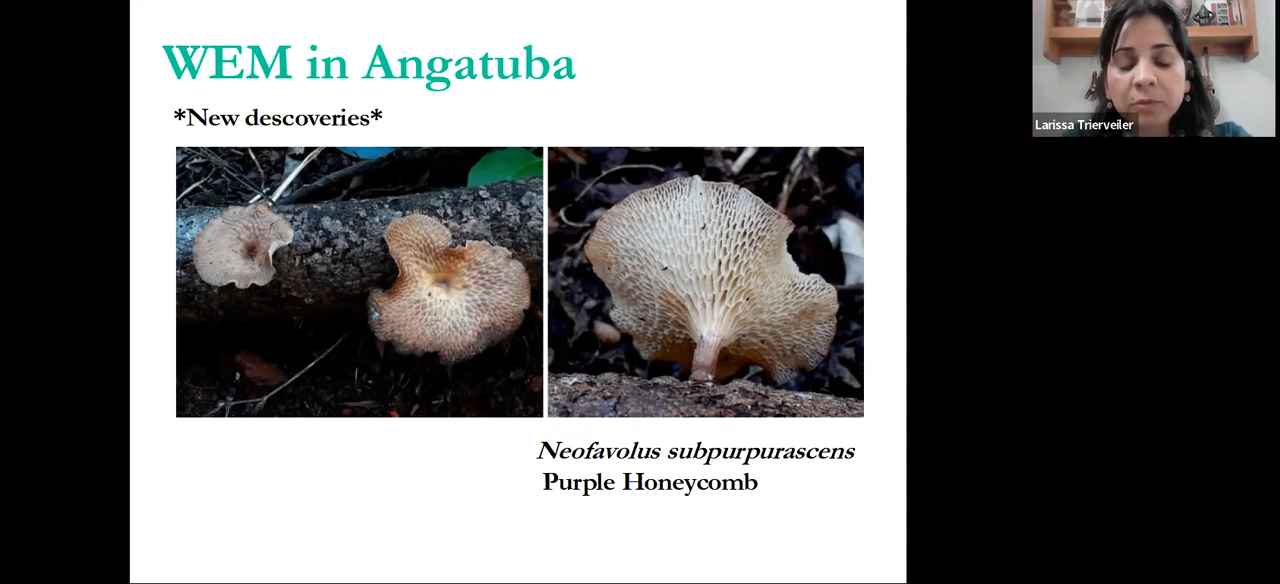 WEM in Angatuba
*New descoveries*
Neofavolus subpurpurascens
Purple Honeycomb
Larissa Trierveiler